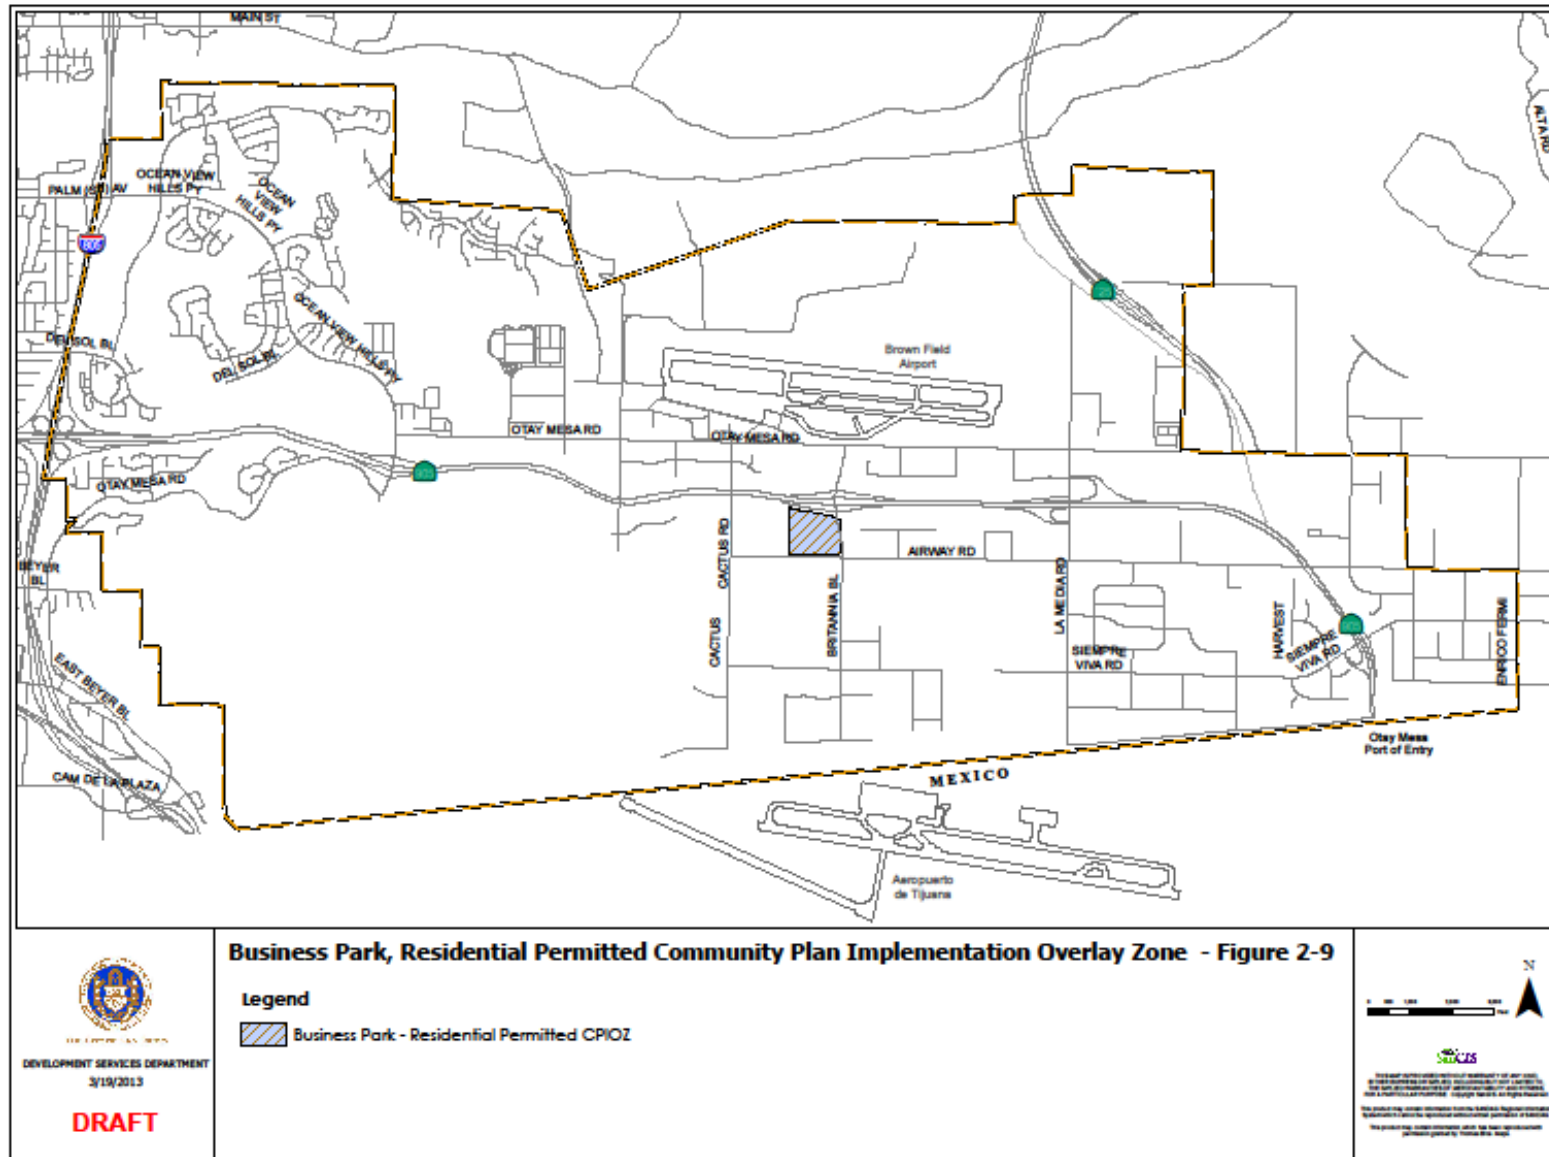 MAIN ST
ALTA RD
OCEAN VIEW
HILLS PY
PALM (SD) AV
OCEAN
VIEW
HILLS PY
805
125
OCEAN VIEW HILLS PY
DEL SOL BL
DEL SOL BL
Brown Field
Airport
OTAY MESA RD
OTAY MESA RD
905
OTAY MESA RD
CACTUS RD
AIRWAY RD
BEYER
BL
CACTUS
BRITANNIA BL
LA MEDIA RD
HARVEST
SIEMPRE
VIVA RD
SIEMPRE
VIVA RD
905
ENRICO FERMI
EAST BEYER BL
CAM DE LA PLAZA
Otay Mesa
Port of Entry
MEXICO
Aeropuerto
de Tijuana
Business Park, Residential Permitted Community Plan Implementation Overlay Zone - Figure 2-9
Legend
Business Park - Residential Permitted CPIOZ
DEVELOPMENT SERVICES DEPARTMENT
3/19/2013
DRAFT
N